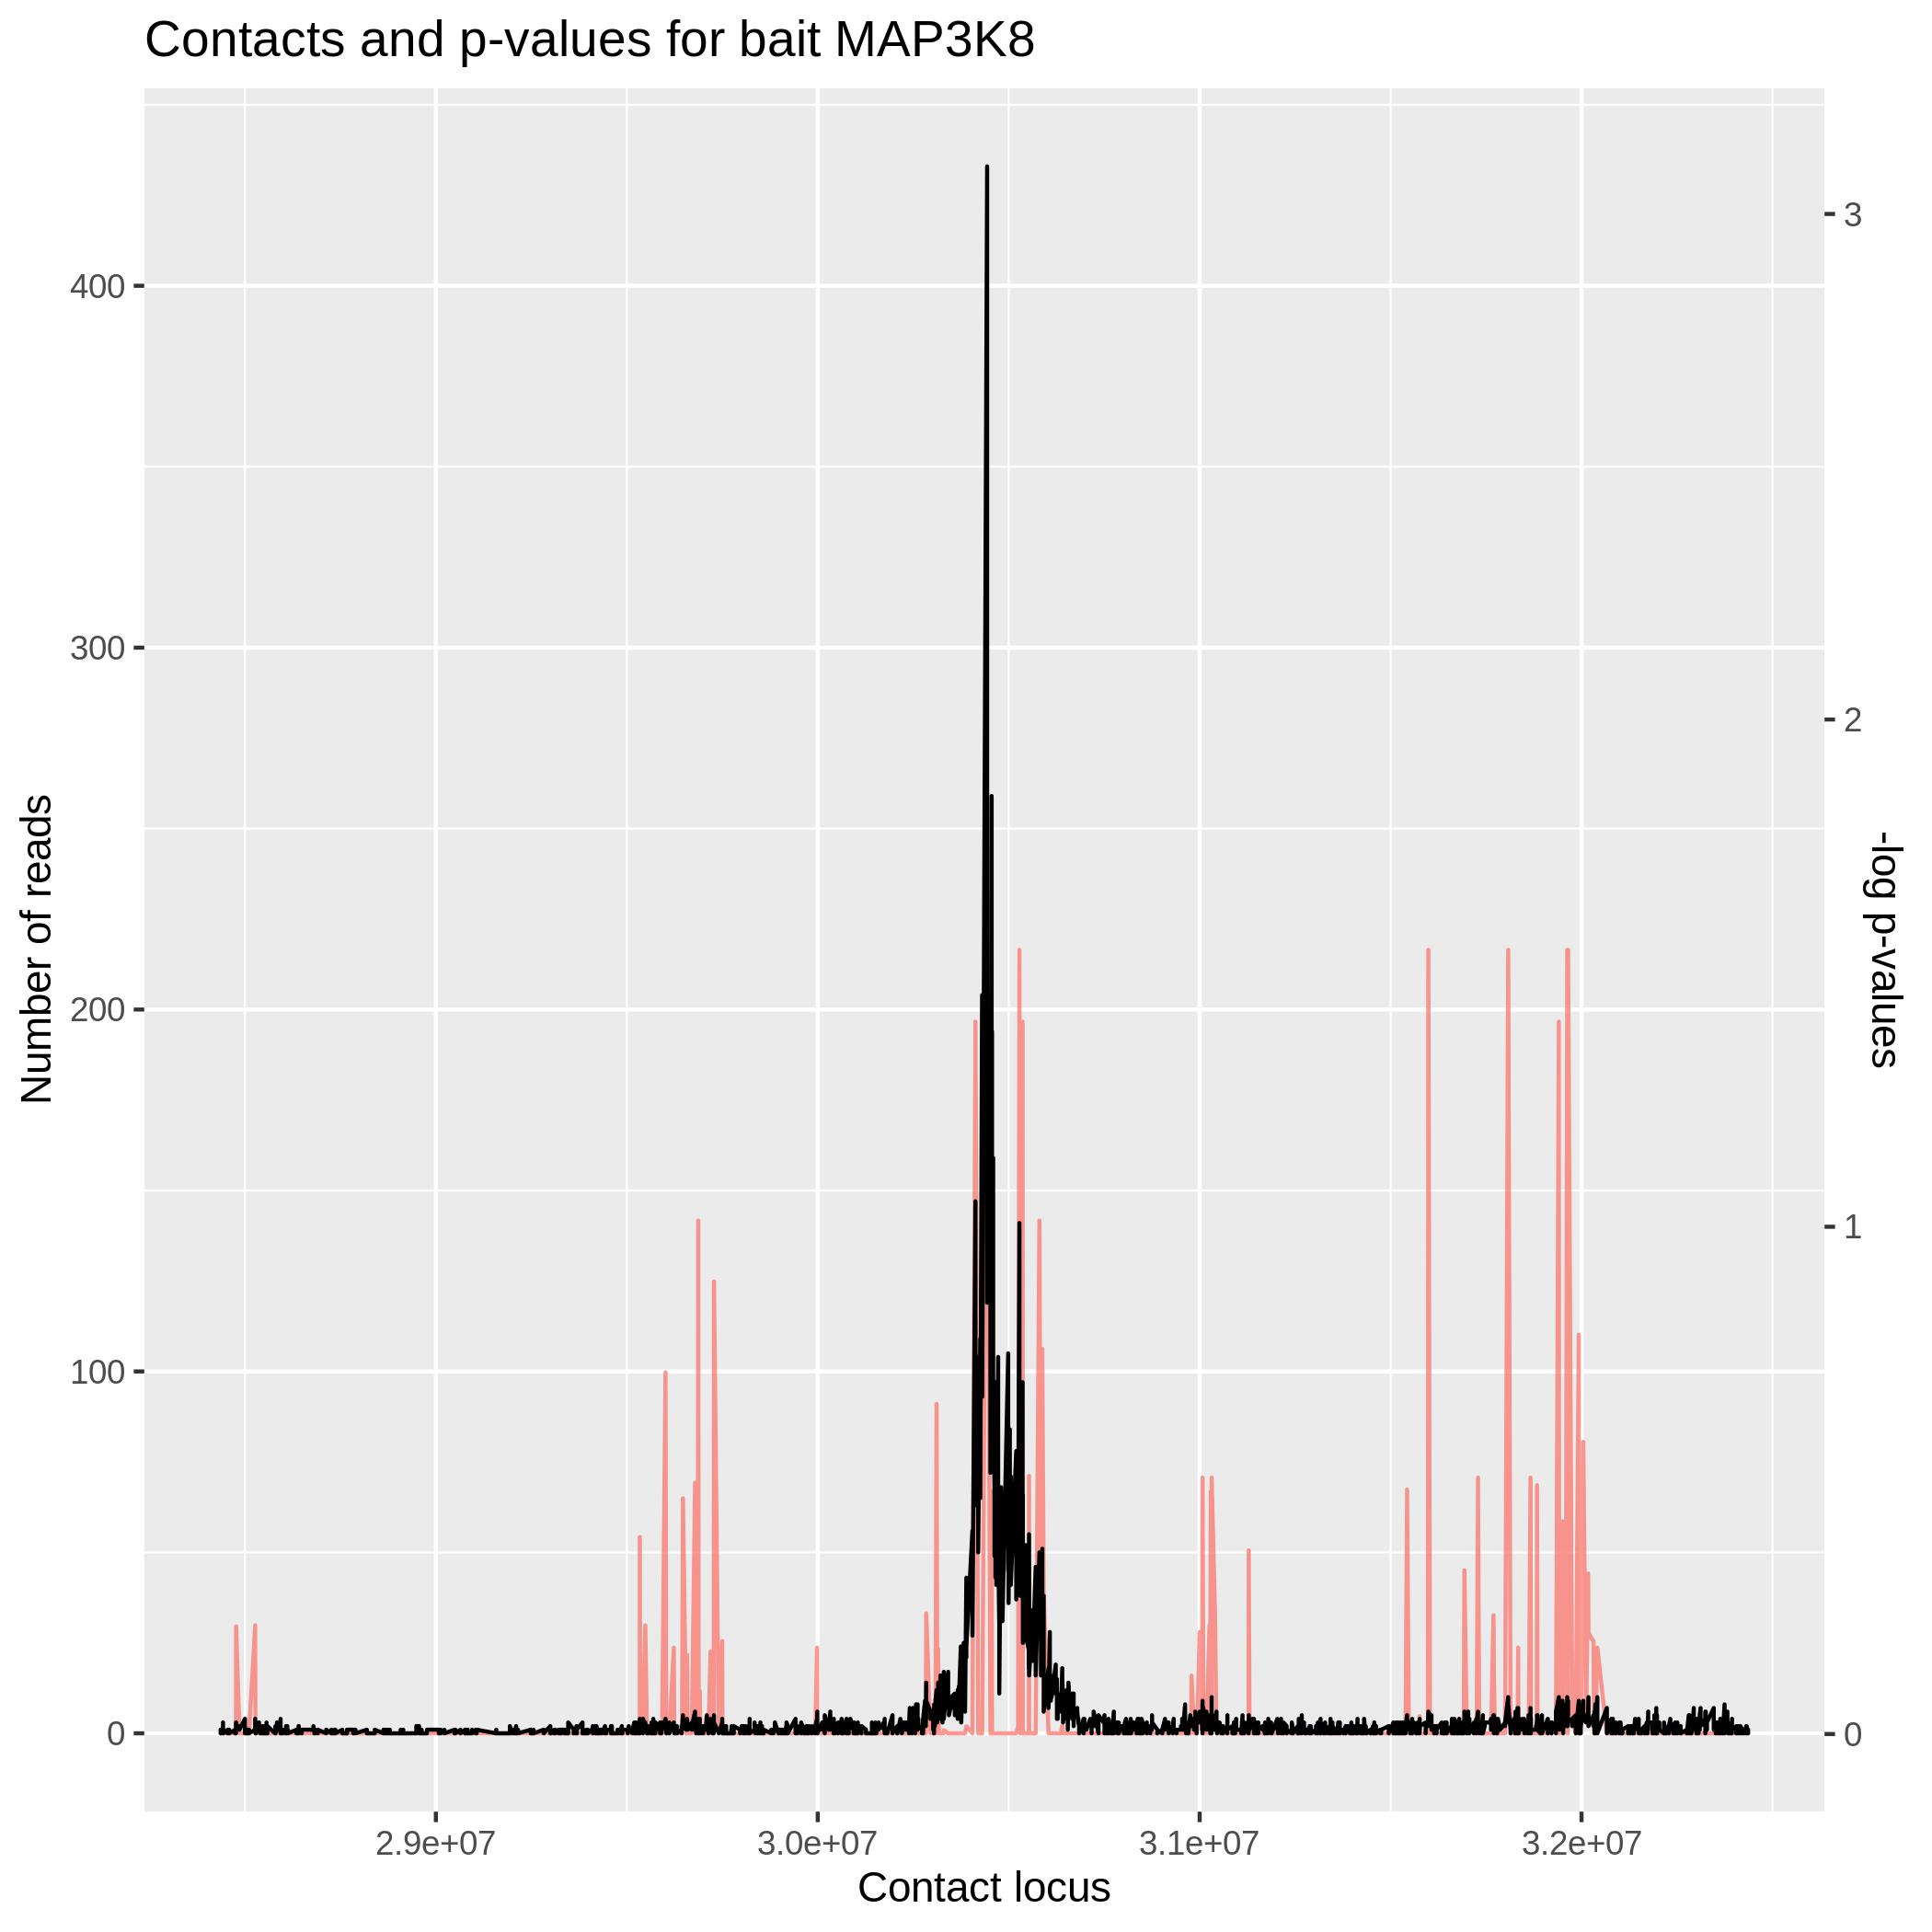 Contacts and p-values for bait MAP3K8
400
300
200
100
0
3
2
1
0
Number of reads
-log p-values
2.9e+07
3.0e+07
3.1e+07
3.2e+07
Contact locus